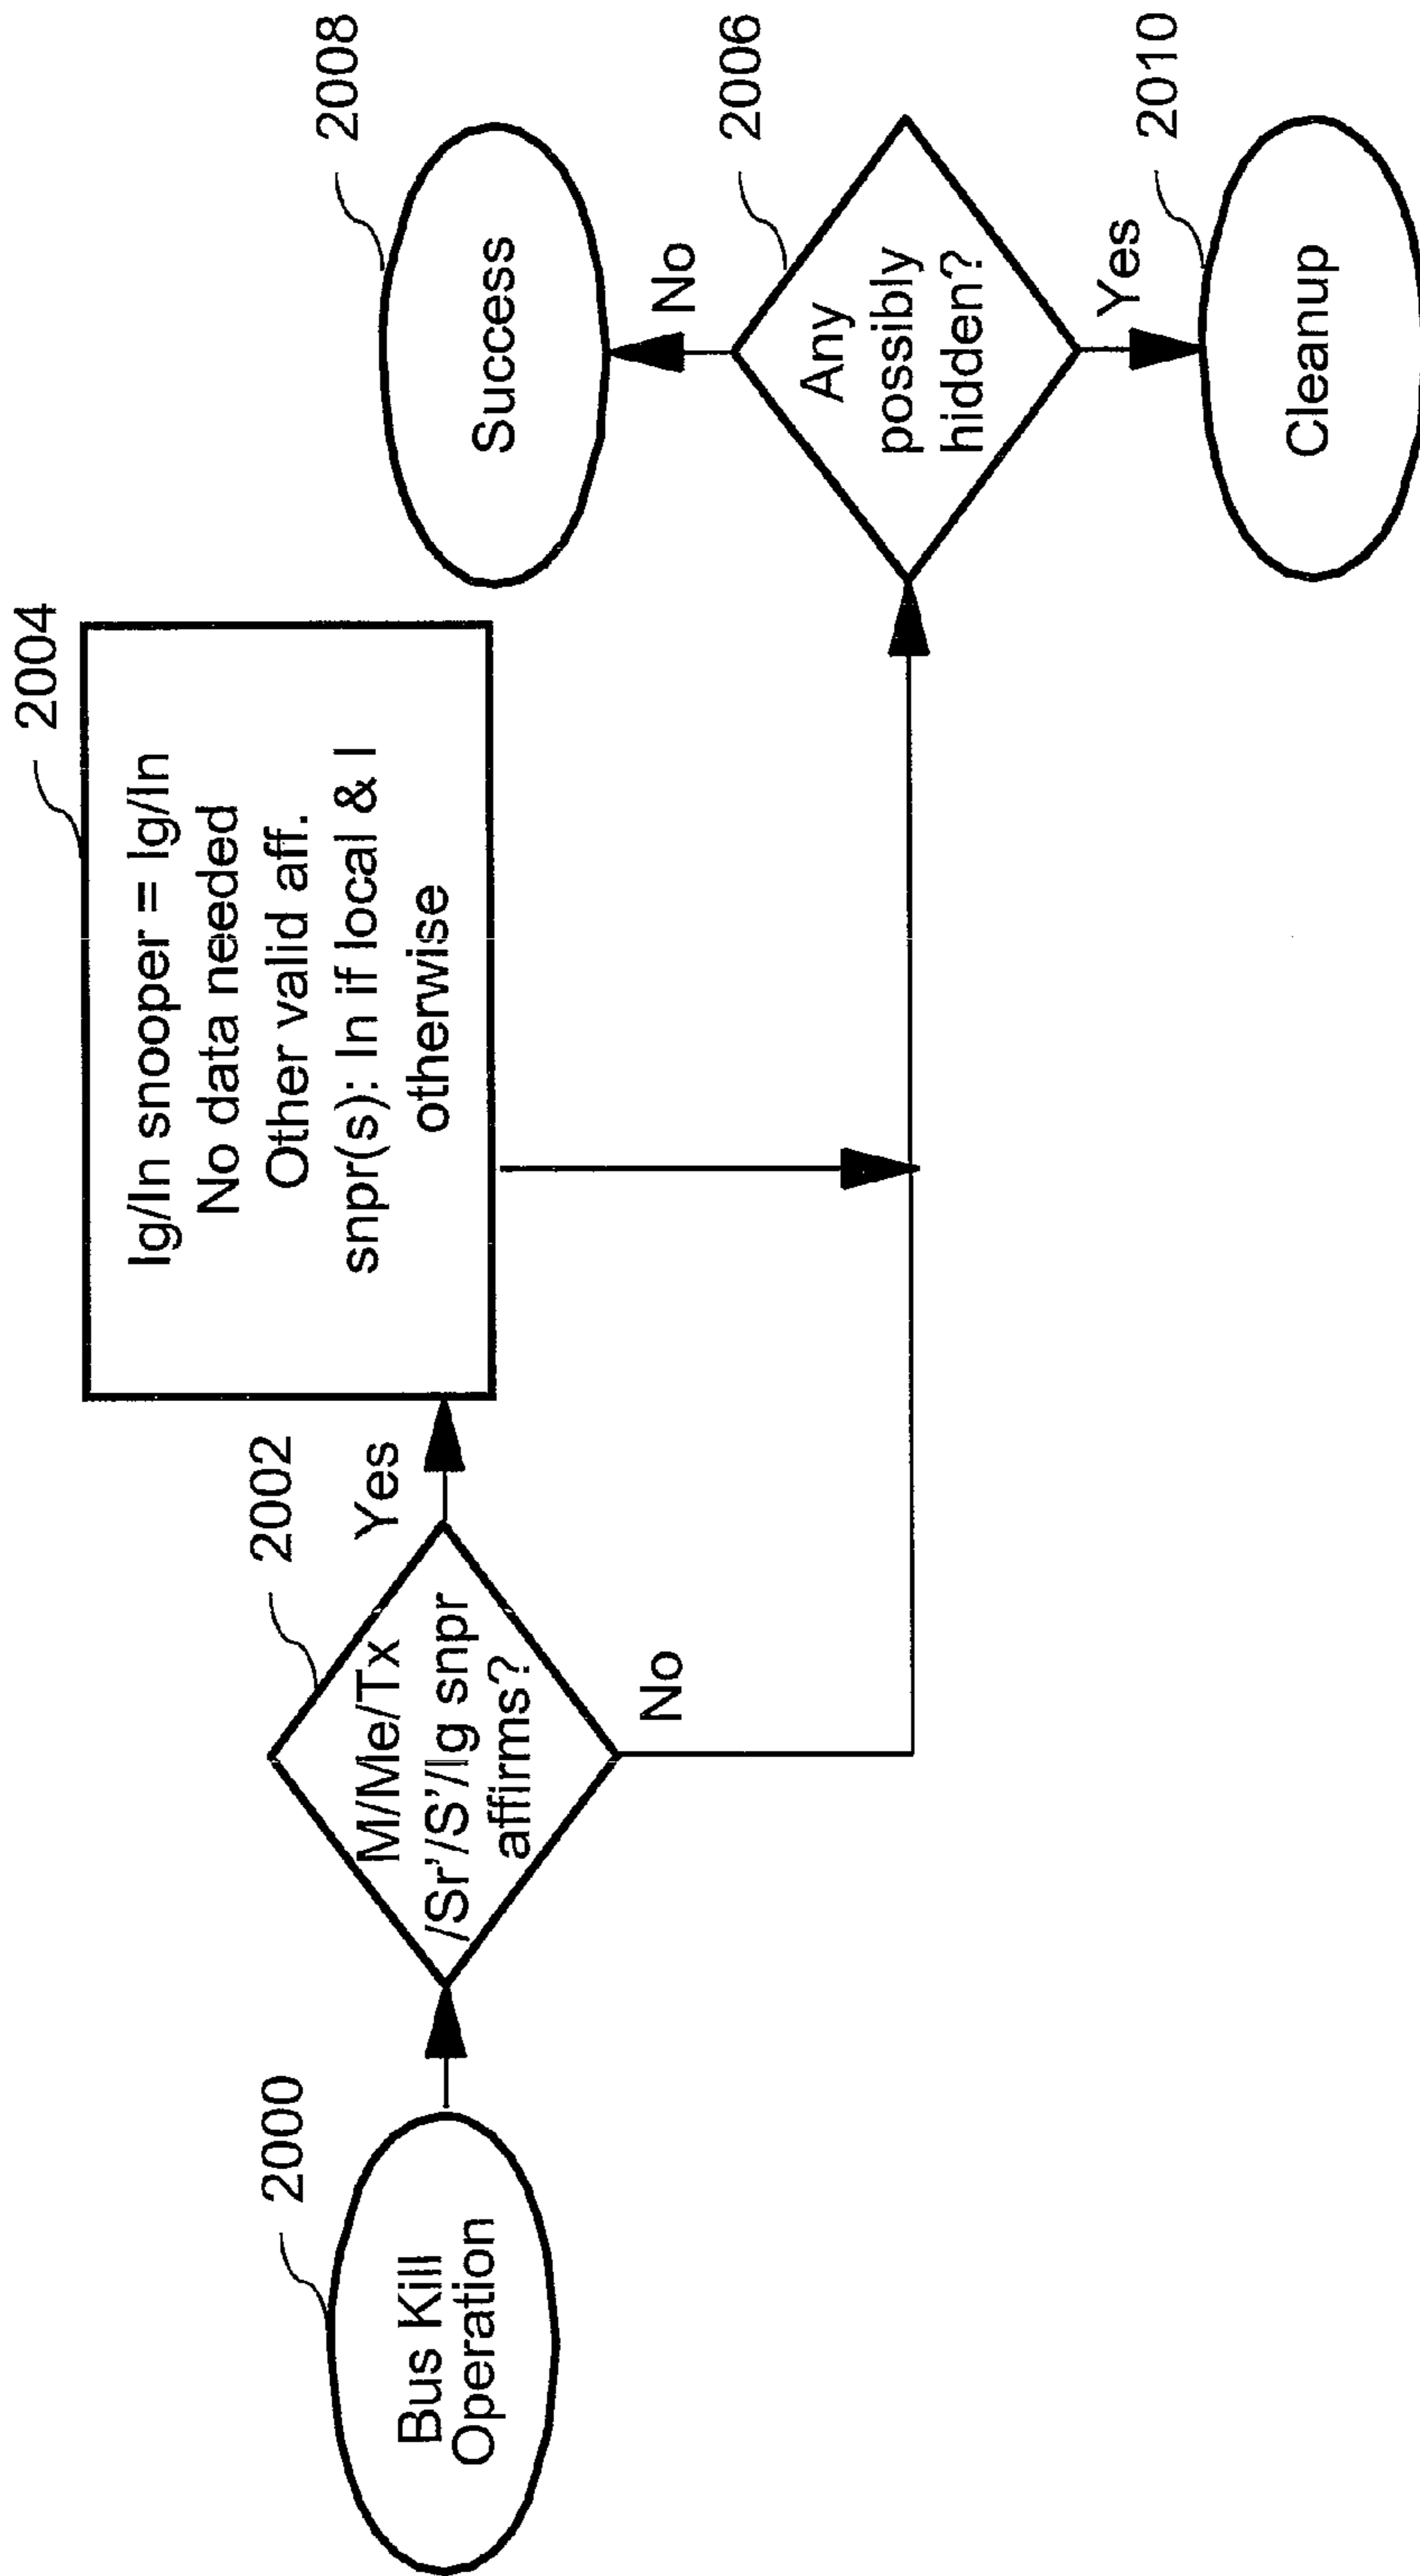 2000
Bus Kill
Operation
2002
M/Me/Tx
/Sr'/S'/Ig snpr
affirms?
Yes
No
2004
Ig/In snooper = Ig/In
No data needed
Other valid aff.
snpr(s): In if local & I
otherwise
2006
Any
possibly
hidden?
No
2008
Success
Yes
2010
Cleanup